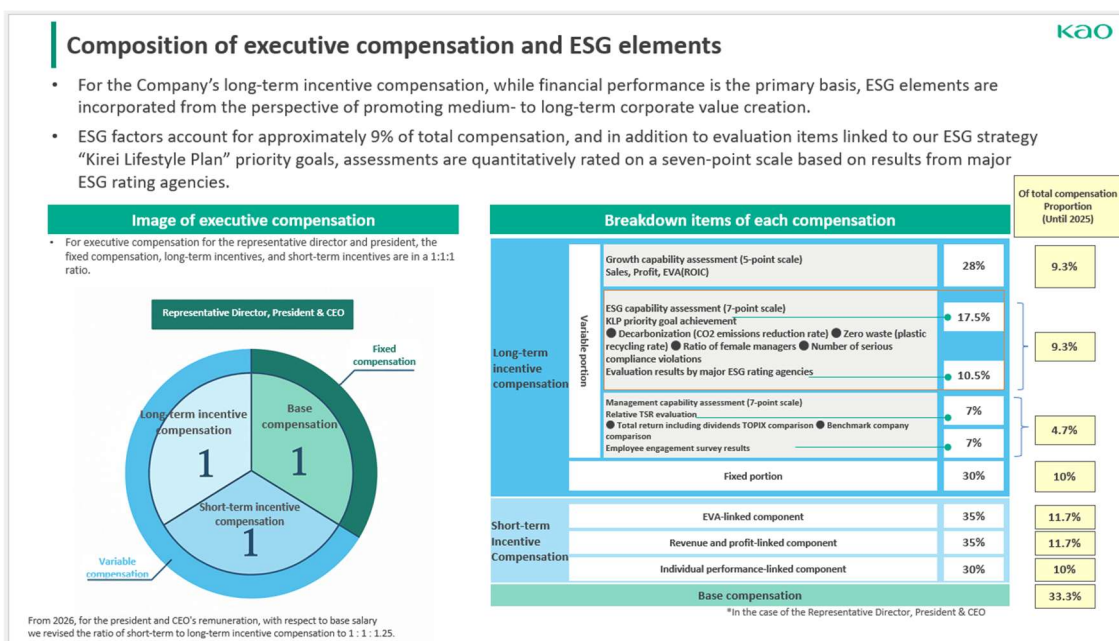 Kao
Composition of executive compensation and ESG elements
• For the Company's long-term incentive compensation, while financial performance is the primary basis, ESG elements are
incorporated from the perspective of promoting medium- to long-term corporate value creation.
• ESG factors account for approximately 9% of total compensation, and in addition to evaluation items linked to our ESG strategy
"Kirei Lifestyle Plan" priority goals, assessments are quantitatively rated on a seven-point scale based on results from major
ESG rating agencies.
Image of executive compensation
• For executive compensation for the representative director and president, the
fixed compensation, long-term incentives, and short-term incentives are in a 1:1:1
ratio.
Representative Director, President & CEO
Fixed
compensation
Long-term incentive
compensation
1
Base
compensation
1
Short-term incentive
compensation
1
Variable
compensation
From 2026, for the president and CEO's remuneration, with respect to base salary
we revised the ratio of short-term to long-term incentive compensation to 1 : 1 : 1.25.
Breakdown items of each compensation
Of total compensation
Proportion
(Until 2025)
Long-term
incentive
compensation
Variable portion
Growth capability assessment (5-point scale)
Sales, Profit, EVA(ROIC)
28%
9.3%
ESG capability assessment (7-point scale)
KLP priority goal achievement
17.5%
● Decarbonization (CO2 emissions reduction rate) ● Zero waste (plastic
recycling rate) ● Ratio of female managers ● Number of serious
compliance violations
Evaluation results by major ESG rating agencies
10.5%
9.3%
Management capability assessment (7-point scale)
Relative TSR evaluation
7%
● Total return including dividends TOPIX comparison ● Benchmark company
comparison
Employee engagement survey results
7%
4.7%
Fixed portion
30%
10%
Short-term
Incentive
Compensation
EVA-linked component
35%
11.7%
Revenue and profit-linked component
35%
11.7%
Individual performance-linked component
30%
10%
Base compensation
33.3%
*In the case of the Representative Director, President & CEO